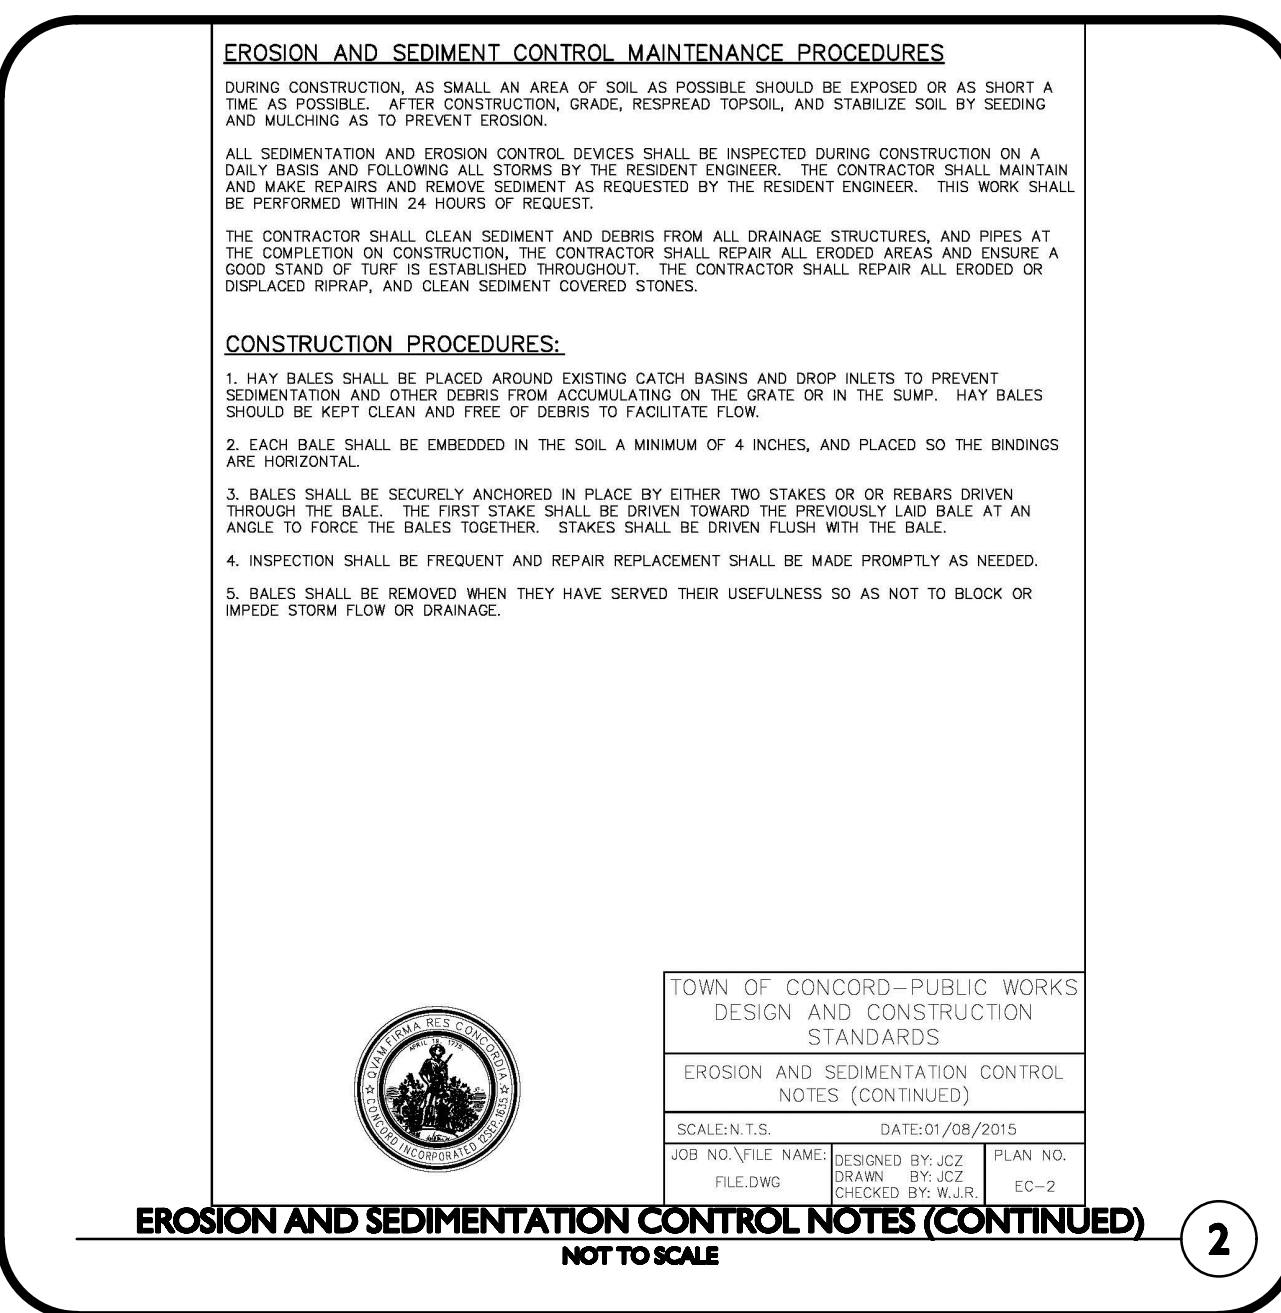 EROSION AND SEDIMENT CONTROL MAINTENANCE PROCEDURES
DURING CONSTRUCTION, AS SMALL AN AREA OF SOIL AS POSSIBLE SHOULD BE EXPOSED OR AS SHORT A
TIME AS POSSIBLE. AFTER CONSTRUCTION, GRADE, RESPREAD TOPSOIL, AND STABILIZE SOIL BY SEEDING
AND MULCHING AS TO PREVENT EROSION.
ALL SEDIMENTATION AND EROSION CONTROL DEVICES SHALL BE INSPECTED DURING CONSTRUCTION ON A
DAILY BASIS AND FOLLOWING ALL STORMS BY THE RESIDENT ENGINEER. THE CONTRACTOR SHALL MAINTAIN
AND MAKE REPAIRS AND REMOVE SEDIMENT AS REQUESTED BY THE RESIDENT ENGINEER. THIS WORK SHALL
BE PERFORMED WITHIN 24 HOURS OF REQUEST.
THE CONTRACTOR SHALL CLEAN SEDIMENT AND DEBRIS FROM ALL DRAINAGE STRUCTURES, AND PIPES AT
THE COMPLETION ON CONSTRUCTION, THE CONTRACTOR SHALL REPAIR ALL ERODED AREAS AND ENSURE A
GOOD STAND OF TURF IS ESTABLISHED THROUGHOUT. THE CONTRACTOR SHALL REPAIR ALL ERODED OR
DISPLACED RIPRAP, AND CLEAN SEDIMENT COVERED STONES.
CONSTRUCTION PROCEDURES:
1. HAY BALES SHALL BE PLACED AROUND EXISTING CATCH BASINS AND DROP INLETS TO PREVENT
SEDIMENTATION AND OTHER DEBRIS FROM ACCUMULATING ON THE GRATE OR IN THE SUMP. HAY BALES
SHOULD BE KEPT CLEAN AND FREE OF DEBRIS TO FACILITATE FLOW.
2. EACH BALE SHALL BE EMBEDDED IN THE SOIL A MINIMUM OF 4 INCHES, AND PLACED SO THE BINDINGS
ARE HORIZONTAL.
3. BALES SHALL BE SECURELY ANCHORED IN PLACE BY EITHER TWO STAKES OR OR REBARS DRIVEN
THROUGH THE BALE. THE FIRST STAKE SHALL BE DRIVEN TOWARD THE PREVIOUSLY LAID BALE AT AN
ANGLE TO FORCE THE BALES TOGETHER. STAKES SHALL BE DRIVEN FLUSH WITH THE BALE.
4. INSPECTION SHALL BE FREQUENT AND REPAIR REPLACEMENT SHALL BE MADE PROMPTLY AS NEEDED.
5. BALES SHALL BE REMOVED WHEN THEY HAVE SERVED THEIR USEFULNESS SO AS NOT TO BLOCK OR
IMPEDE STORM FLOW OR DRAINAGE.
QVAM FIRMA RES CONCORDIA
APRIL 19, 1775.
CONCORD INCORPORATED 12SEP., 1635
TOWN OF CONCORD-PUBLIC WORKS
DESIGN AND CONSTRUCTION
STANDARDS
EROSION AND SEDIMENTATION CONTROL
NOTES (CONTINUED)
SCALE:N.T.S. DATE:01/08/2015
JOB NO.\FILE NAME:
FILE.DWG
DESIGNED BY: JCZ
DRAWN BY: JCZ
CHECKED BY: W.J.R.
PLAN NO.
EC-2
EROSION AND SEDIMENTATION CONTROL NOTES (CONTINUED)
NOT TO SCALE
2